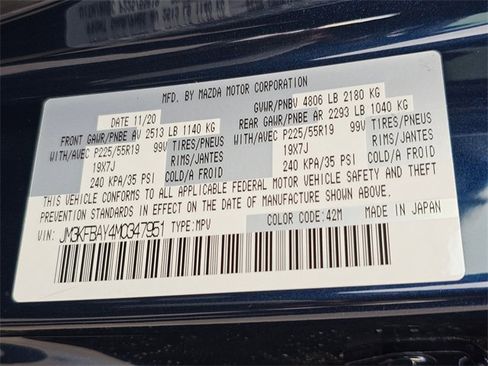 MFD. BY MAZDA MOTOR CORPORATION
DATE 11/20 GVWR/PNBV 4806 LB 2180 KG
FRONT GAWR/PNBE AV 2513 LB 1140 KG REAR GAWR/PNBE AR 2293 LB 1040 KG
WITH/AVEC P225/55R19 99V TIRES/PNEUS WITH/AVEC P225/55R19 99V TIRES/PNEUS
19X7J RIMS/JANTES 19X7J RIMS/JANTES
240 KPA/35 PSI COLD/A FROID 240 KPA/35 PSI COLD/A FROID
THIS VEHICLE CONFORMS TO ALL APPLICABLE FEDERAL MOTOR VEHICLE SAFETY AND THEFT
PREVENTION STANDARDS IN EFFECT ON THE DATE OF MANUFACTURE SHOWN ABOVE.
COLOR CODE: 42M MADE IN JAPAN
VIN: JM3KFBAY4M0347951 TYPE: MPV